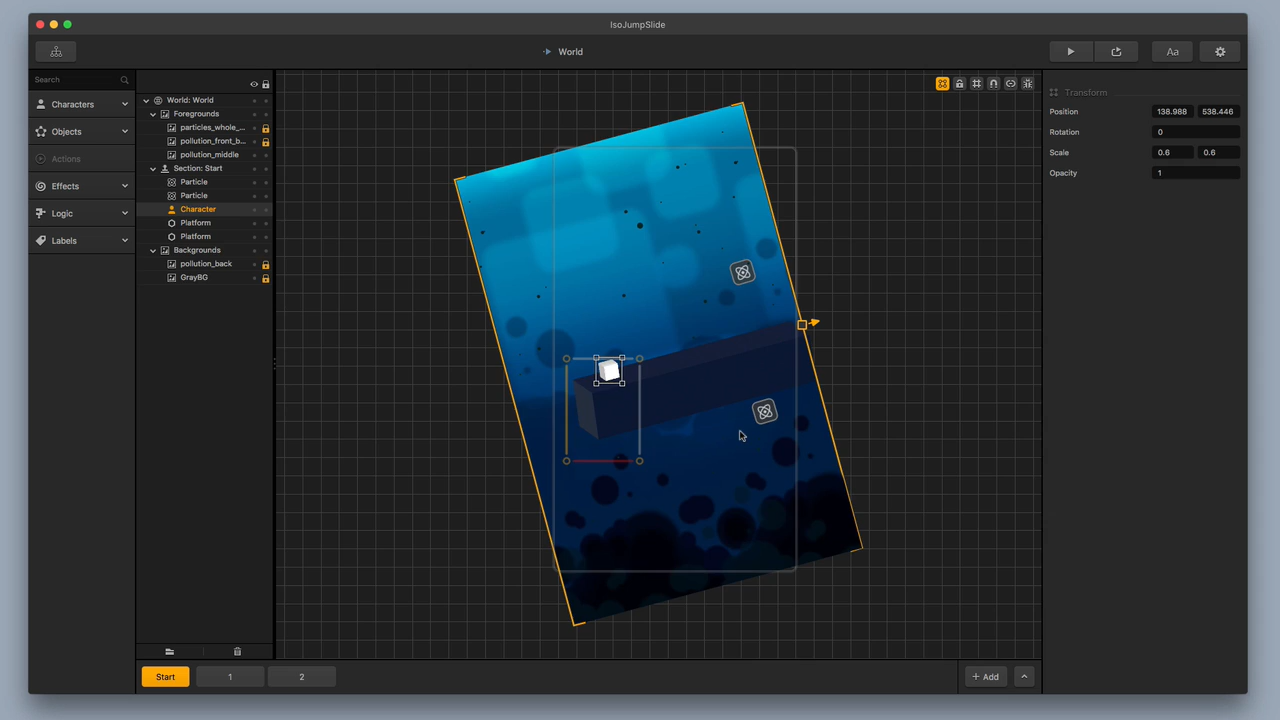 IsoJumpSlide
World
Aa
Search
Characters
Objects
Actions
Effects
Logic
Labels
World: World
Foregrounds
particles_whole_...
pollution_front_b...
pollution_middle
Section: Start
Particle
Particle
Character
Platform
Platform
Backgrounds
pollution_back
GrayBG
Transform
Position 138.988 538.446
Rotation 0
Scale 0.6 0.6
Opacity 1
Start 1 2
+ Add